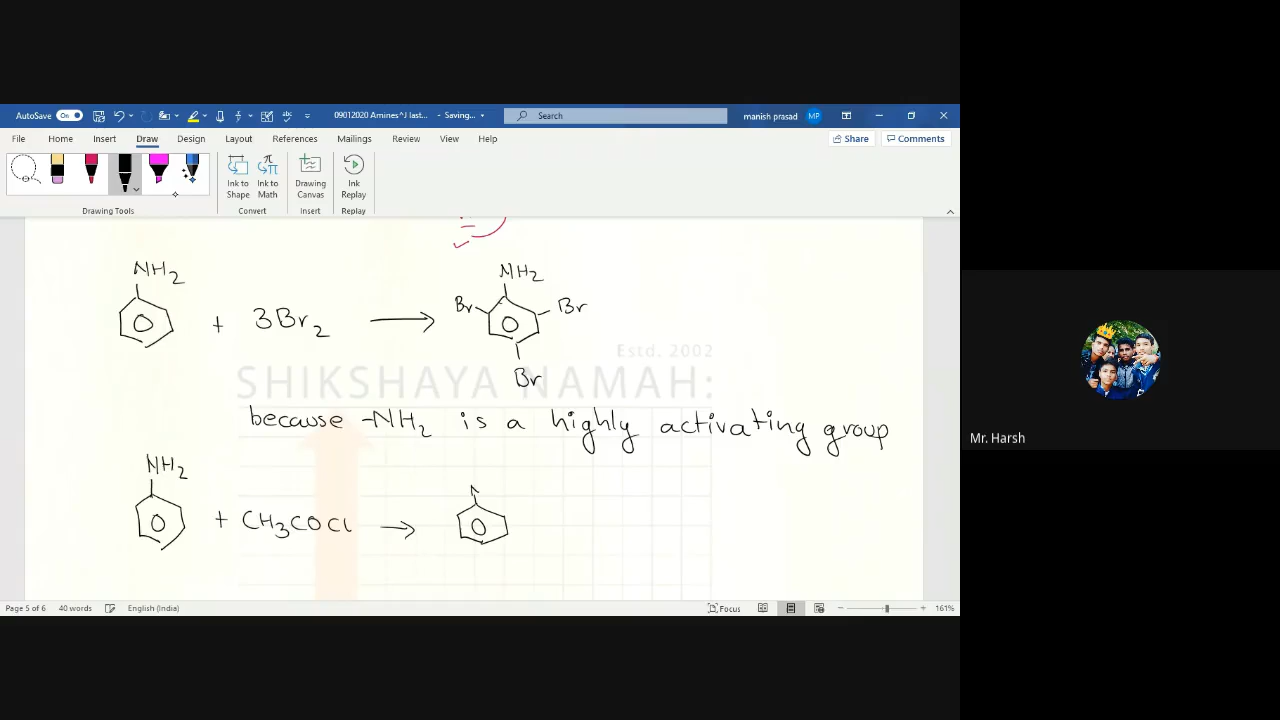 AutoSave On 09012020 Amines^J last... - Saving... Search manish prasad MP
File Home Insert Draw Design Layout References Mailings Review View Help Share Comments
Ink to Shape Ink to Math Drawing Canvas Ink Replay
Drawing Tools Convert Insert Replay
NH2 + 3Br2 → NH2 Br Br Br
Estd. 2002
SHIKSHAYA NAMAH:
because -NH2 is a highly activating group
NH2 + CH3COCl →
Mr. Harsh
Page 5 of 6 40 words English (India) Focus 161%